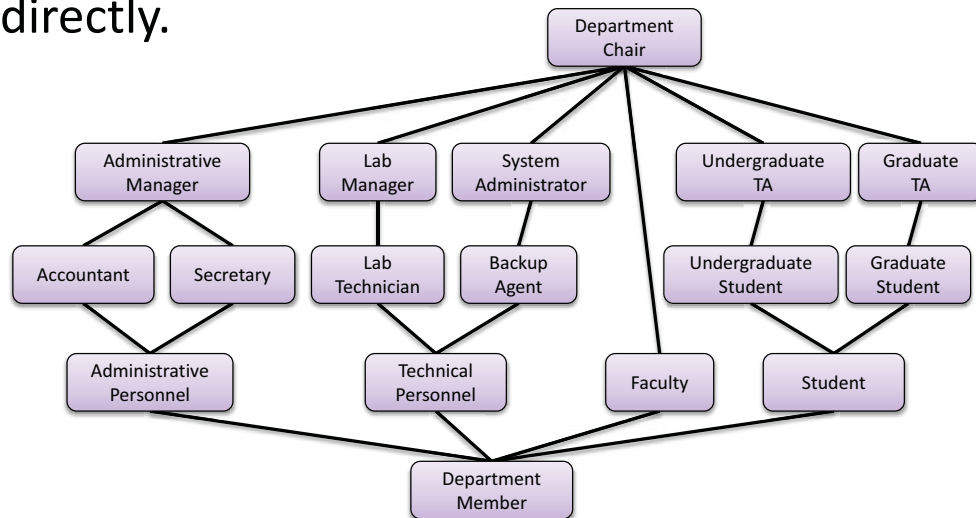 directly.
Department
Chair
Administrative
Manager
Lab
Manager
System
Administrator
Undergraduate
TA
Graduate
TA
Accountant
Secretary
Lab
Technician
Backup
Agent
Undergraduate
Student
Graduate
Student
Administrative
Personnel
Technical
Personnel
Faculty
Student
Department
Member